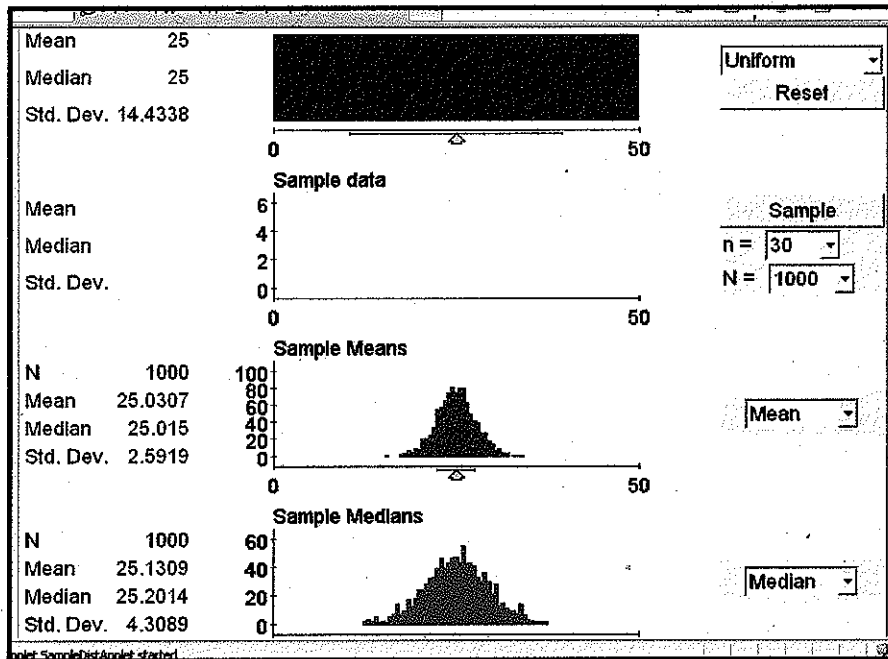 Mean 25
Median 25
Std. Dev. 14.4338
0 50
Uniform
Reset
Sample data
Mean
Median
Std. Dev.
6
4
2
0
0 50
Sample
n = 30
N = 1000
Sample Means
N 1000
Mean 25.0307
Median 25.015
Std. Dev. 2.5919
100
80
60
40
20
0
0 50
Mean
Sample Medians
N 1000
Mean 25.1309
Median 25.2014
Std. Dev. 4.3089
60
40
20
0
Median
SampleDistApplet started